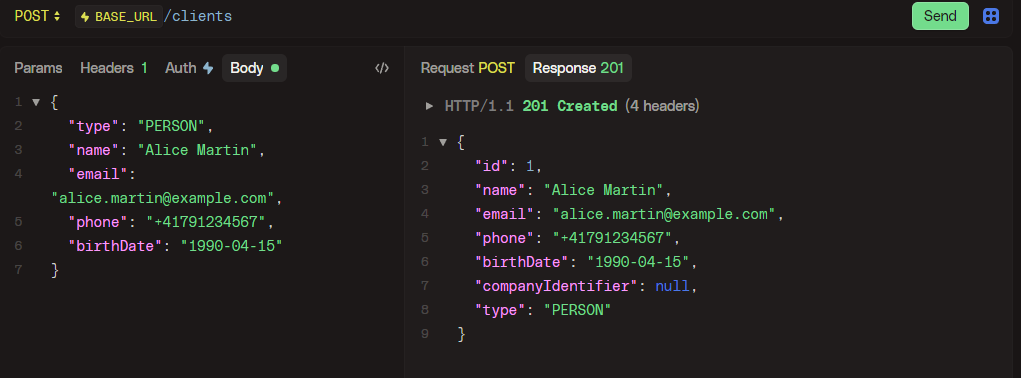 POST BASE_URL /clients Send
Params Headers 1 Auth Body
1 {
2 "type": "PERSON",
3 "name": "Alice Martin",
4 "email":
"alice.martin@example.com",
5 "phone": "+41791234567",
6 "birthDate": "1990-04-15"
7 }
Request POST Response 201
HTTP/1.1 201 Created (4 headers)
1 {
2 "id": 1,
3 "name": "Alice Martin",
4 "email": "alice.martin@example.com",
5 "phone": "+41791234567",
6 "birthDate": "1990-04-15",
7 "companyIdentifier": null,
8 "type": "PERSON"
9 }